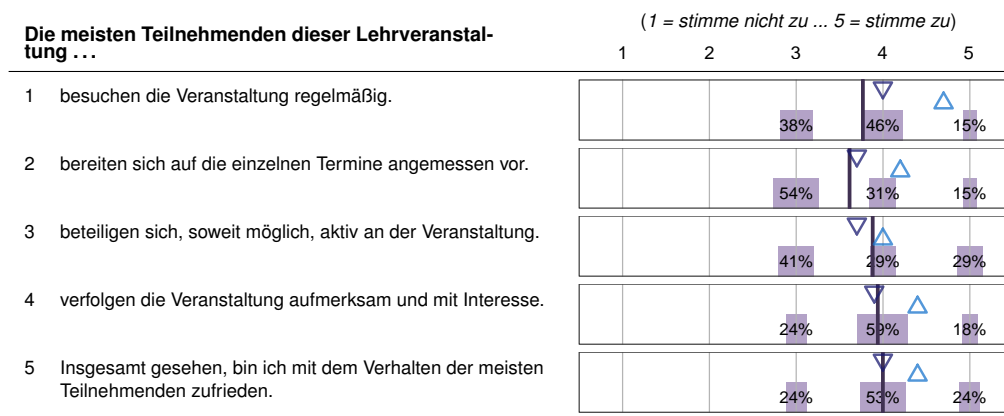 (1 = stimme nicht zu ... 5 = stimme zu)
Die meisten Teilnehmenden dieser Lehrveranstal-
tung . . .
1 2 3 4 5
1 besuchen die Veranstaltung regelmäßig.
38% 46% 15%
2 bereiten sich auf die einzelnen Termine angemessen vor.
54% 31% 15%
3 beteiligen sich, soweit möglich, aktiv an der Veranstaltung.
41% 29% 29%
4 verfolgen die Veranstaltung aufmerksam und mit Interesse.
24% 59% 18%
5 Insgesamt gesehen, bin ich mit dem Verhalten der meisten
Teilnehmenden zufrieden.
24% 53% 24%